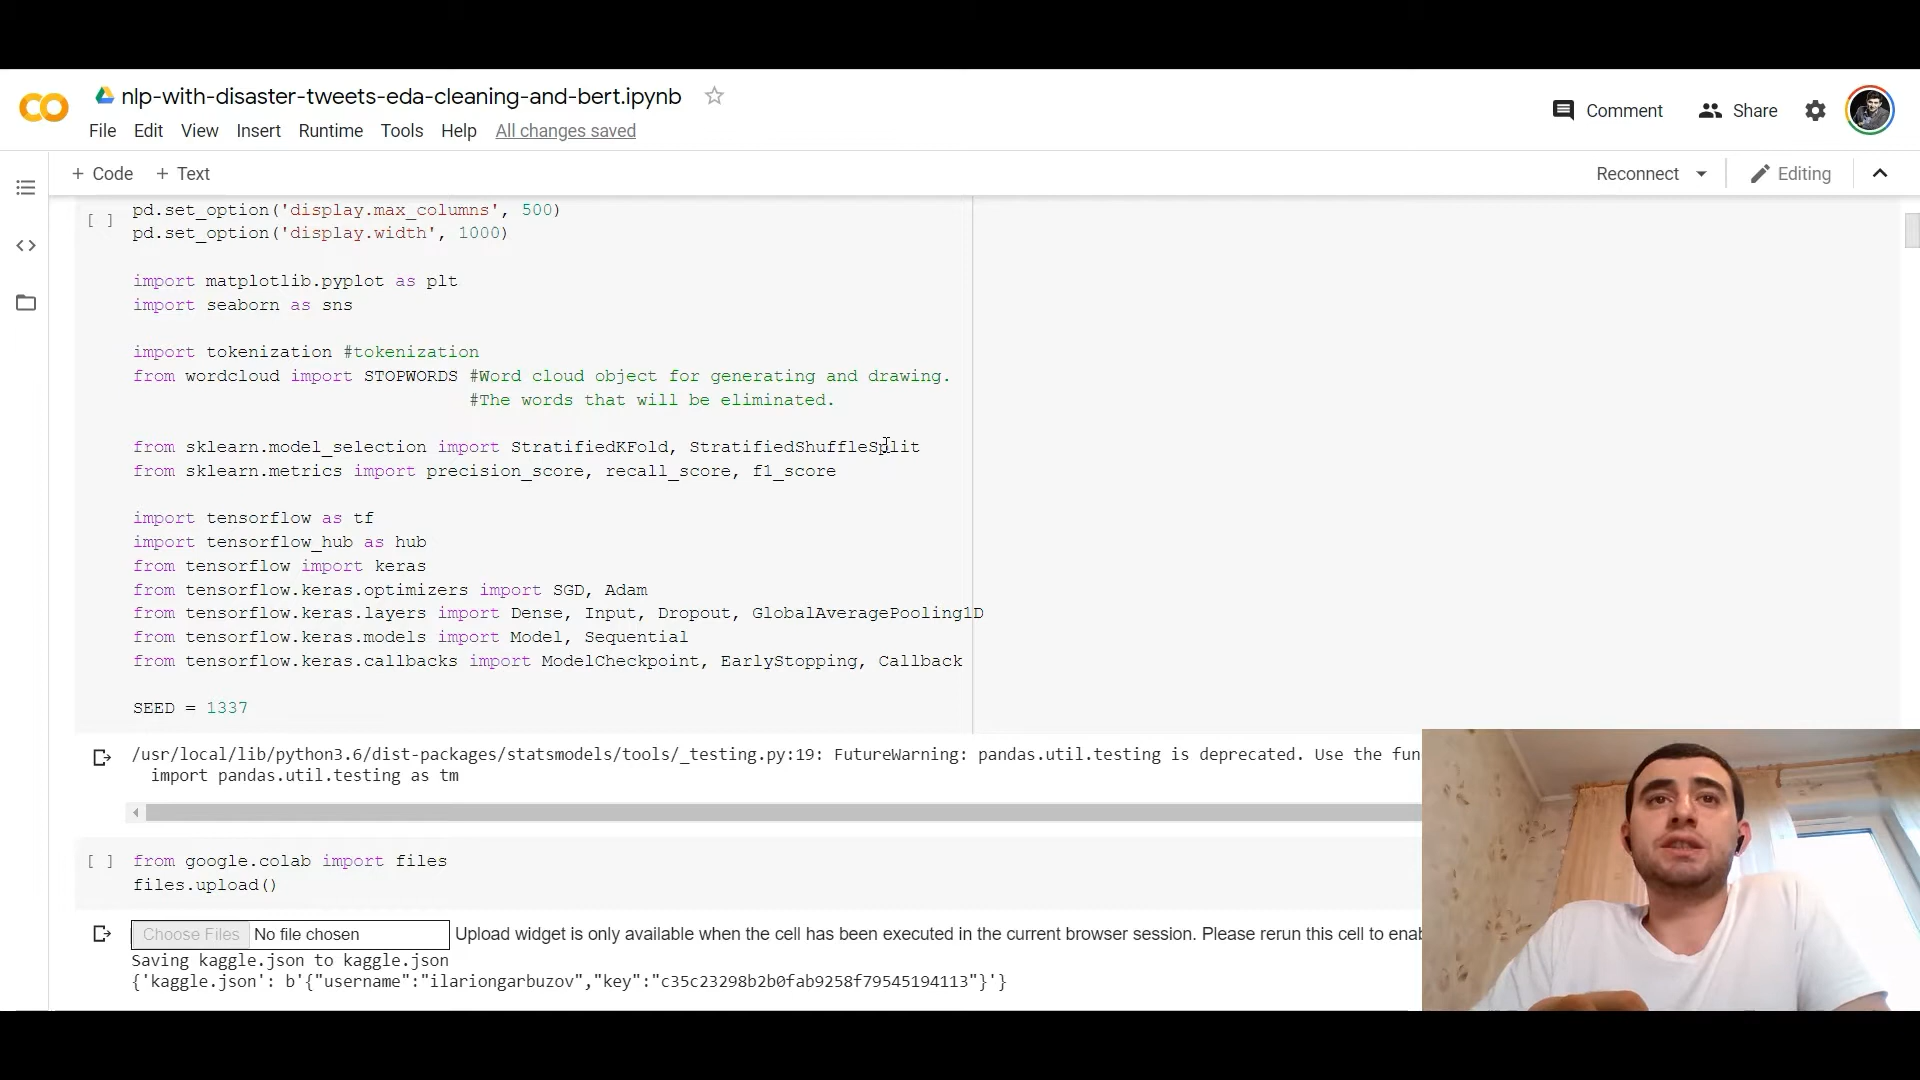 nlp-with-disaster-tweets-eda-cleaning-and-bert.ipynb
File Edit View Insert Runtime Tools Help All changes saved
Comment Share
+ Code + Text
Reconnect Editing
[ ] pd.set_option('display.max_columns', 500)
pd.set_option('display.width', 1000)
import matplotlib.pyplot as plt
import seaborn as sns
import tokenization #tokenization
from wordcloud import STOPWORDS #Word cloud object for generating and drawing.
#The words that will be eliminated.
from sklearn.model_selection import StratifiedKFold, StratifiedShuffleSplit
from sklearn.metrics import precision_score, recall_score, f1_score
import tensorflow as tf
import tensorflow_hub as hub
from tensorflow import keras
from tensorflow.keras.optimizers import SGD, Adam
from tensorflow.keras.layers import Dense, Input, Dropout, GlobalAveragePooling1D
from tensorflow.keras.models import Model, Sequential
from tensorflow.keras.callbacks import ModelCheckpoint, EarlyStopping, Callback
SEED = 1337
/usr/local/lib/python3.6/dist-packages/statsmodels/tools/_testing.py:19: FutureWarning: pandas.util.testing is deprecated. Use the fun
import pandas.util.testing as tm
[ ] from google.colab import files
files.upload()
Choose Files No file chosen Upload widget is only available when the cell has been executed in the current browser session. Please rerun this cell to enab
Saving kaggle.json to kaggle.json
{'kaggle.json': b'{"username":"ilariongarbuzov","key":"c35c23298b2b0fab9258f79545194113"}'}